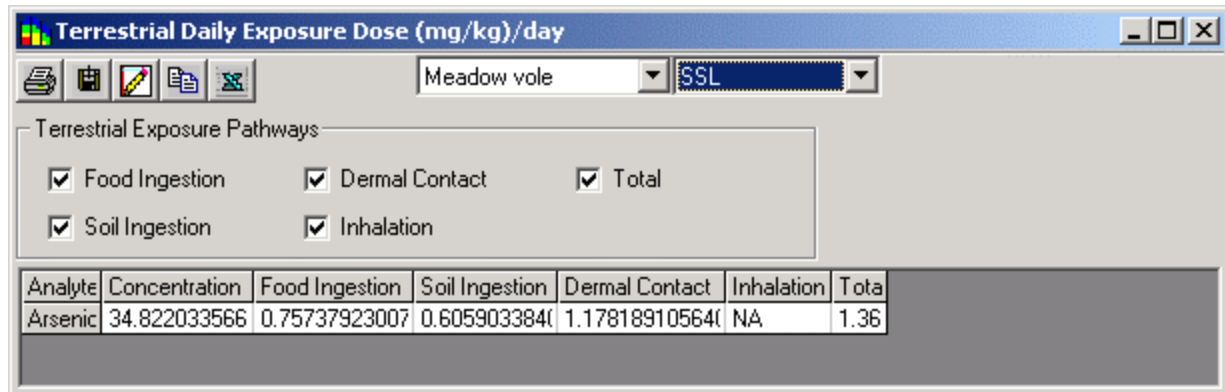 Terrestrial Daily Exposure Dose (mg/kg)/day
Meadow vole SSL
Terrestrial Exposure Pathways
Food Ingestion Dermal Contact Total
Soil Ingestion Inhalation
Analyte Concentration Food Ingestion Soil Ingestion Dermal Contact Inhalation Tota
Arsenic 34.822033566 0.75737923007 0.605903384( 1.17818910564( NA 1.36